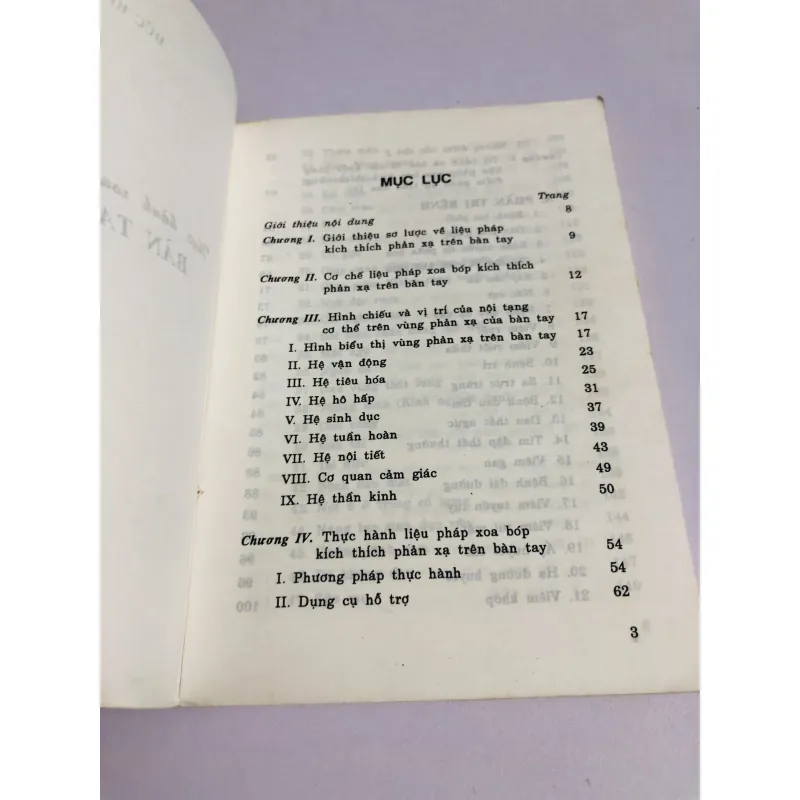 MỤC LỤC
Trang
Giới thiệu nội dung 8
Chương I. Giới thiệu sơ lược về liệu pháp
kích thích phản xạ trên bàn tay 9
Chương II. Cơ chế liệu pháp xoa bóp kích thích
phản xạ trên bàn tay 12
Chương III. Hình chiếu và vị trí của nội tạng
cơ thể trên vùng phản xạ của bàn tay 17
I. Hình biểu thị vùng phản xạ trên bàn tay 17
II. Hệ vận động 23
III. Hệ tiêu hóa 25
IV. Hệ hô hấp 31
V. Hệ sinh dục 37
VI. Hệ tuần hoàn 39
VII. Hệ nội tiết 43
VIII. Cơ quan cảm giác 49
IX. Hệ thần kinh 50
Chương IV. Thực hành liệu pháp xoa bóp
kích thích phản xạ trên bàn tay 54
I. Phương pháp thực hành 54
II. Dụng cụ hỗ trợ 62
3